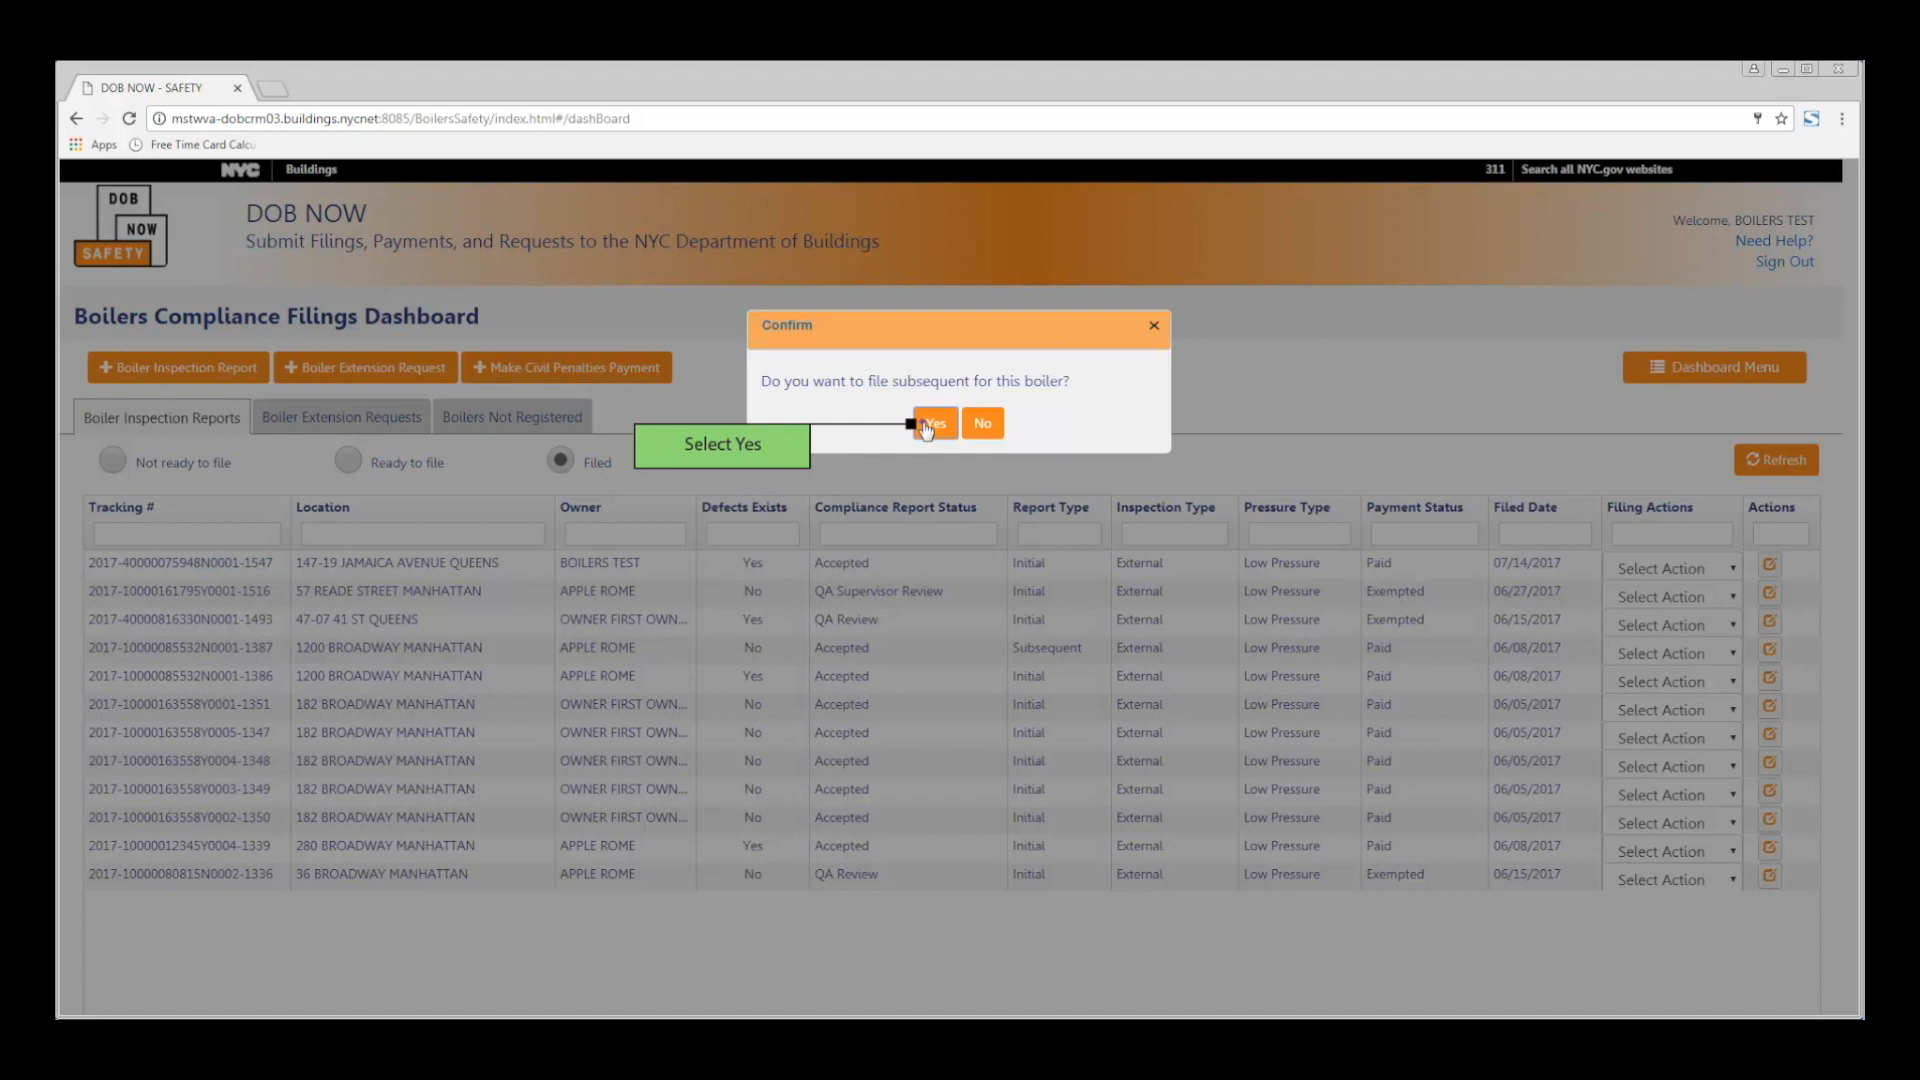 DOB NOW - SAFETY
mstwva-dobcrm03.buildings.nycnet:8085/BoilersSafety/index.html#/dashBoard
Apps Free Time Card Calcu
NYC Buildings 311 Search all NYC.gov websites
DOB NOW SAFETY
DOB NOW
Submit Filings, Payments, and Requests to the NYC Department of Buildings
Welcome, BOILERS TEST
Need Help?
Sign Out
Boilers Compliance Filings Dashboard
Confirm
Do you want to file subsequent for this boiler?
Yes No
Select Yes
Boiler Inspection Report Boiler Extension Request Make Civil Penalties Payment Dashboard Menu
Boiler Inspection Reports Boiler Extension Requests Boilers Not Registered
Not ready to file Ready to file Filed Refresh
Tracking # Location Owner Defects Exists Compliance Report Status Report Type Inspection Type Pressure Type Payment Status Filed Date Filing Actions Actions
2017-40000075948N0001-1547 147-19 JAMAICA AVENUE QUEENS BOILERS TEST Yes Accepted Initial External Low Pressure Paid 07/14/2017 Select Action
2017-10000161795Y0001-1516 57 READE STREET MANHATTAN APPLE ROME No QA Supervisor Review Initial External Low Pressure Exempted 06/27/2017 Select Action
2017-40000816330N0001-1493 47-07 41 ST QUEENS OWNER FIRST OWN... Yes QA Review Initial External Low Pressure Exempted 06/15/2017 Select Action
2017-10000085532N0001-1387 1200 BROADWAY MANHATTAN APPLE ROME No Accepted Subsequent External Low Pressure Paid 06/08/2017 Select Action
2017-10000085532N0001-1386 1200 BROADWAY MANHATTAN APPLE ROME Yes Accepted Initial External Low Pressure Paid 06/08/2017 Select Action
2017-10000163558Y0001-1351 182 BROADWAY MANHATTAN OWNER FIRST OWN... No Accepted Initial External Low Pressure Paid 06/05/2017 Select Action
2017-10000163558Y0005-1347 182 BROADWAY MANHATTAN OWNER FIRST OWN... No Accepted Initial External Low Pressure Paid 06/05/2017 Select Action
2017-10000163558Y0004-1348 182 BROADWAY MANHATTAN OWNER FIRST OWN... No Accepted Initial External Low Pressure Paid 06/05/2017 Select Action
2017-10000163558Y0003-1349 182 BROADWAY MANHATTAN OWNER FIRST OWN... No Accepted Initial External Low Pressure Paid 06/05/2017 Select Action
2017-10000163558Y0002-1350 182 BROADWAY MANHATTAN OWNER FIRST OWN... No Accepted Initial External Low Pressure Paid 06/05/2017 Select Action
2017-10000012345Y0004-1339 280 BROADWAY MANHATTAN APPLE ROME Yes Accepted Initial External Low Pressure Paid 06/08/2017 Select Action
2017-10000080815N0002-1336 36 BROADWAY MANHATTAN APPLE ROME No QA Review Initial External Low Pressure Exempted 06/15/2017 Select Action